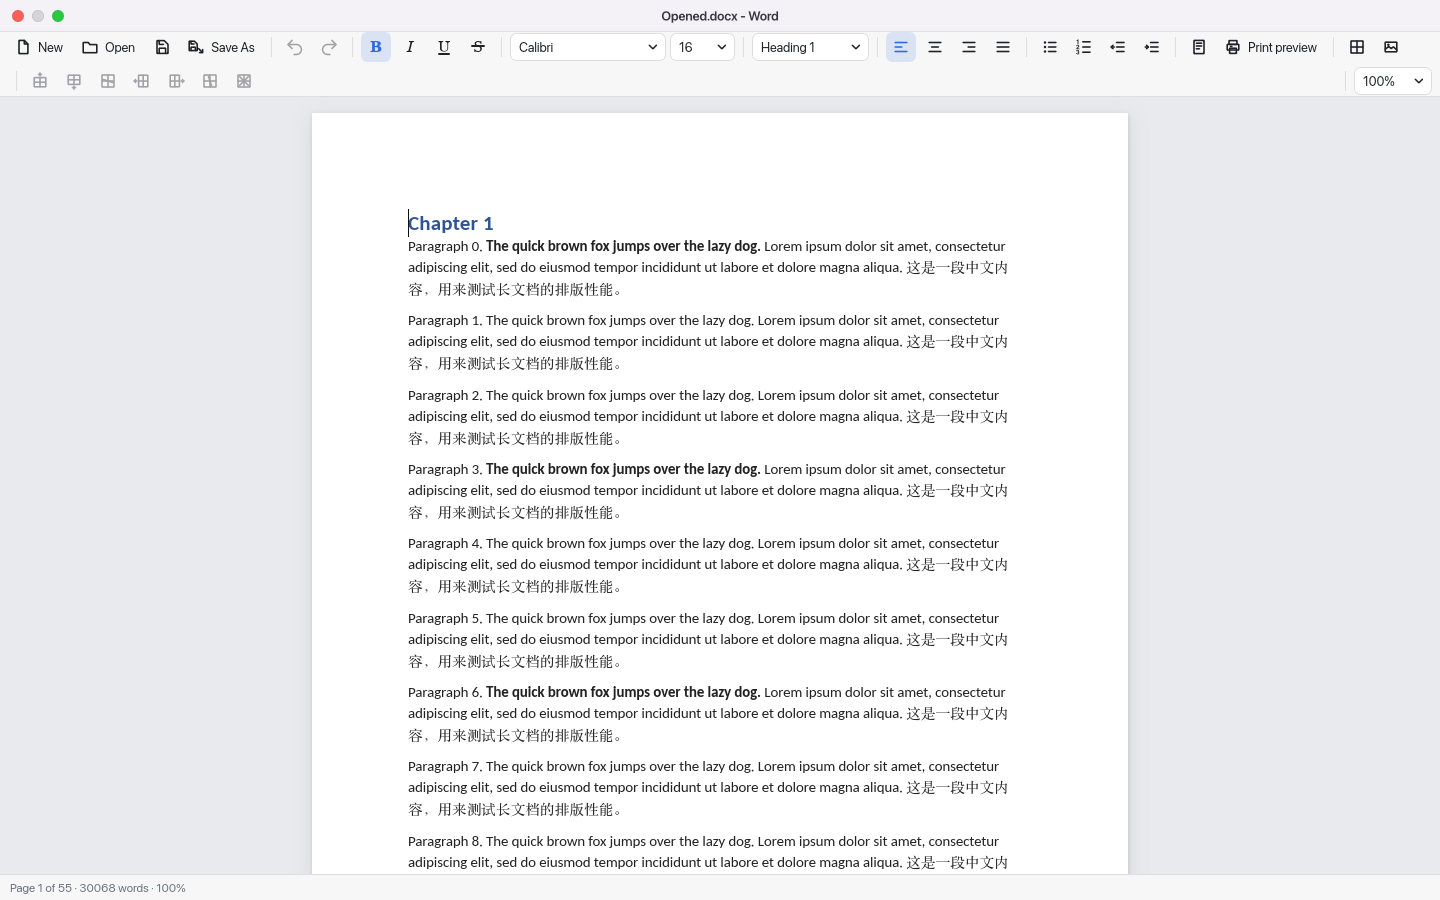 Opened.docx - Word
New Open Save As B I U S Calibri 16 Heading 1 Print preview
100%
Chapter 1
Paragraph 0. The quick brown fox jumps over the lazy dog. Lorem ipsum dolor sit amet, consectetur
adipiscing elit, sed do eiusmod tempor incididunt ut labore et dolore magna aliqua. 这是一段中文内
容，用来测试长文档的排版性能。
Paragraph 1. The quick brown fox jumps over the lazy dog. Lorem ipsum dolor sit amet, consectetur
adipiscing elit, sed do eiusmod tempor incididunt ut labore et dolore magna aliqua. 这是一段中文内
容，用来测试长文档的排版性能。
Paragraph 2. The quick brown fox jumps over the lazy dog. Lorem ipsum dolor sit amet, consectetur
adipiscing elit, sed do eiusmod tempor incididunt ut labore et dolore magna aliqua. 这是一段中文内
容，用来测试长文档的排版性能。
Paragraph 3. The quick brown fox jumps over the lazy dog. Lorem ipsum dolor sit amet, consectetur
adipiscing elit, sed do eiusmod tempor incididunt ut labore et dolore magna aliqua. 这是一段中文内
容，用来测试长文档的排版性能。
Paragraph 4. The quick brown fox jumps over the lazy dog. Lorem ipsum dolor sit amet, consectetur
adipiscing elit, sed do eiusmod tempor incididunt ut labore et dolore magna aliqua. 这是一段中文内
容，用来测试长文档的排版性能。
Paragraph 5. The quick brown fox jumps over the lazy dog. Lorem ipsum dolor sit amet, consectetur
adipiscing elit, sed do eiusmod tempor incididunt ut labore et dolore magna aliqua. 这是一段中文内
容，用来测试长文档的排版性能。
Paragraph 6. The quick brown fox jumps over the lazy dog. Lorem ipsum dolor sit amet, consectetur
adipiscing elit, sed do eiusmod tempor incididunt ut labore et dolore magna aliqua. 这是一段中文内
容，用来测试长文档的排版性能。
Paragraph 7. The quick brown fox jumps over the lazy dog. Lorem ipsum dolor sit amet, consectetur
adipiscing elit, sed do eiusmod tempor incididunt ut labore et dolore magna aliqua. 这是一段中文内
容，用来测试长文档的排版性能。
Paragraph 8. The quick brown fox jumps over the lazy dog. Lorem ipsum dolor sit amet, consectetur
adipiscing elit, sed do eiusmod tempor incididunt ut labore et dolore magna aliqua. 这是一段中文内
Page 1 of 55 · 30068 words · 100%